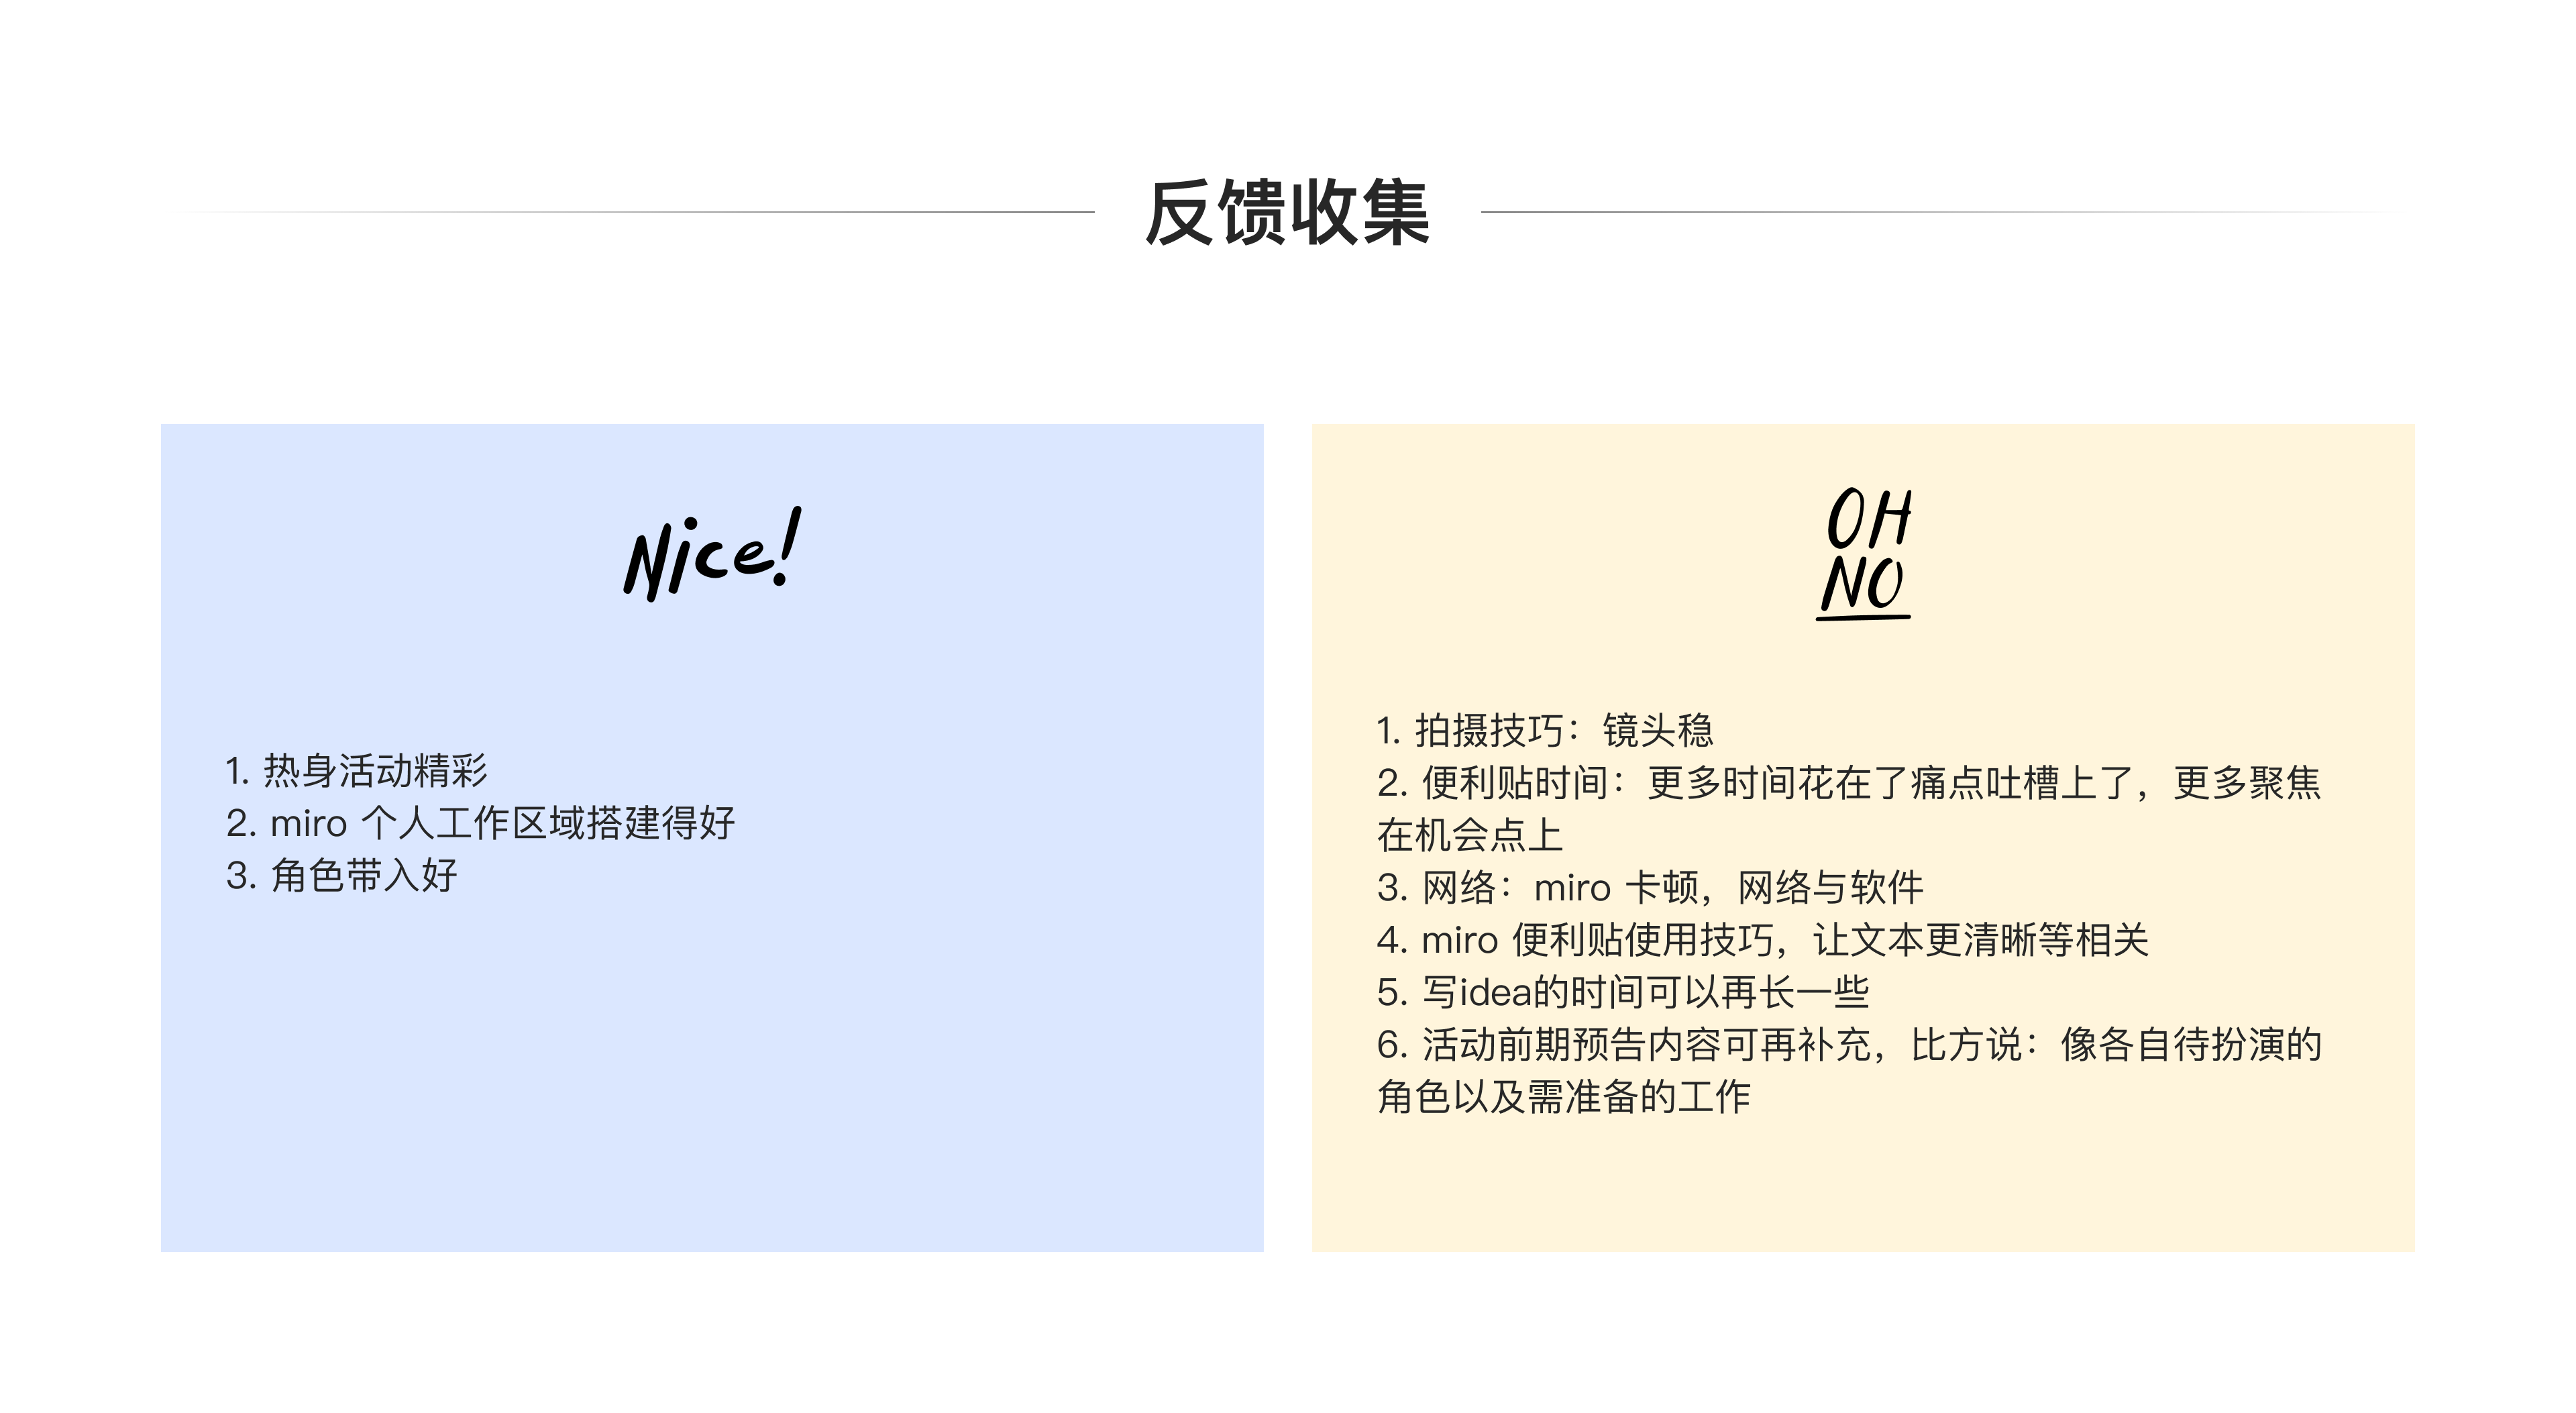 反馈收集
Nice!
1. 热身活动精彩
2. miro 个人工作区域搭建得好
3. 角色带入好
OH
NO
1. 拍摄技巧：镜头稳
2. 便利贴时间：更多时间花在了痛点吐槽上了，更多聚焦
在机会点上
3. 网络：miro 卡顿，网络与软件
4. miro 便利贴使用技巧，让文本更清晰等相关
5. 写idea的时间可以再长一些
6. 活动前期预告内容可再补充，比方说：像各自待扮演的
角色以及需准备的工作